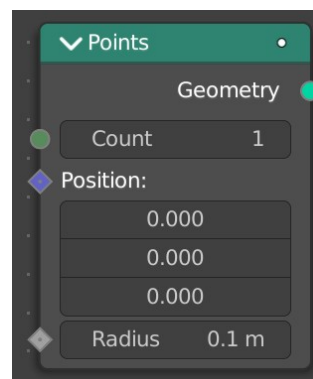 Points
Geometry
Count 1
Position:
0.000
0.000
0.000
Radius 0.1 m